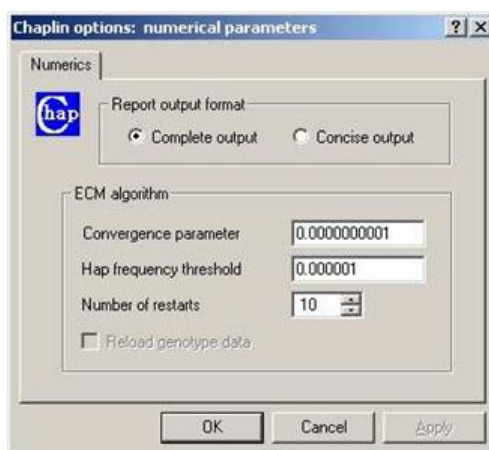 Chaplin options: numerical parameters
Numerics
Chap
Report output format
Complete output
Concise output
ECM algorithm
Convergence parameter 0.0000000001
Hap frequency threshold 0.000001
Number of restarts 10
Reload genotype data
OK Cancel Apply